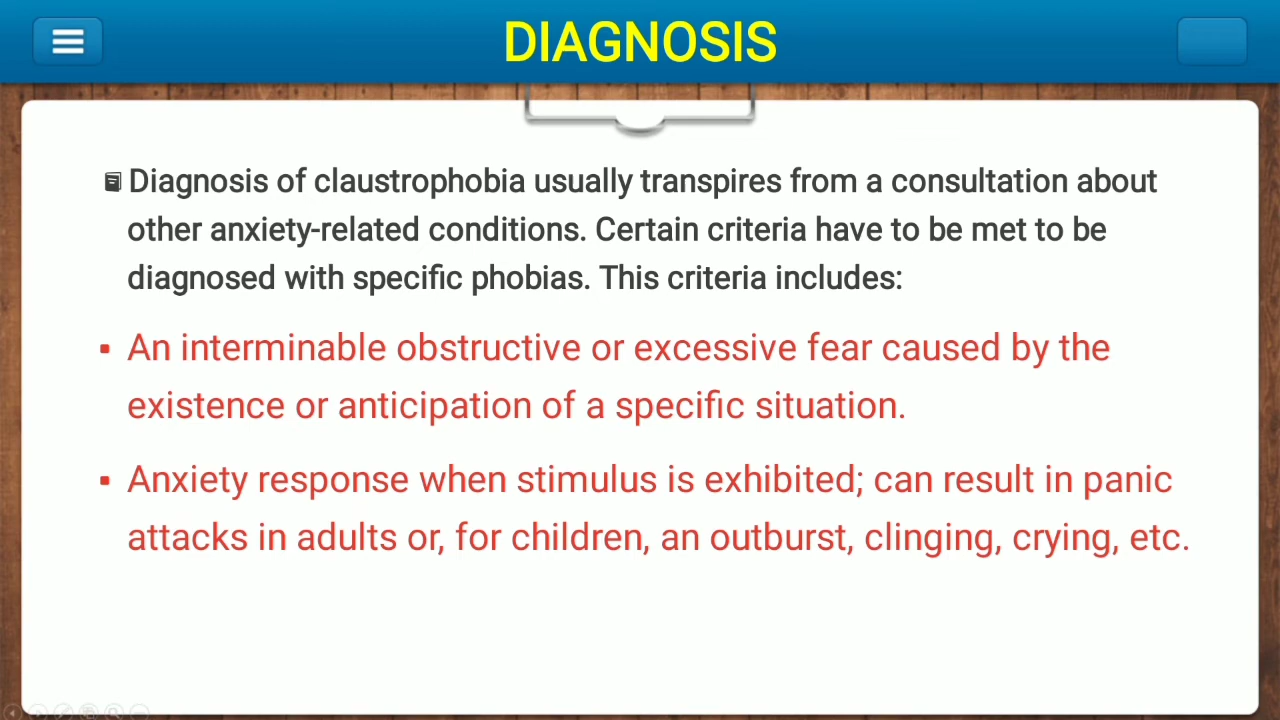 DIAGNOSIS
Diagnosis of claustrophobia usually transpires from a consultation about
other anxiety-related conditions. Certain criteria have to be met to be
diagnosed with specific phobias. This criteria includes:
An interminable obstructive or excessive fear caused by the
existence or anticipation of a specific situation.
Anxiety response when stimulus is exhibited; can result in panic
attacks in adults or, for children, an outburst, clinging, crying, etc.